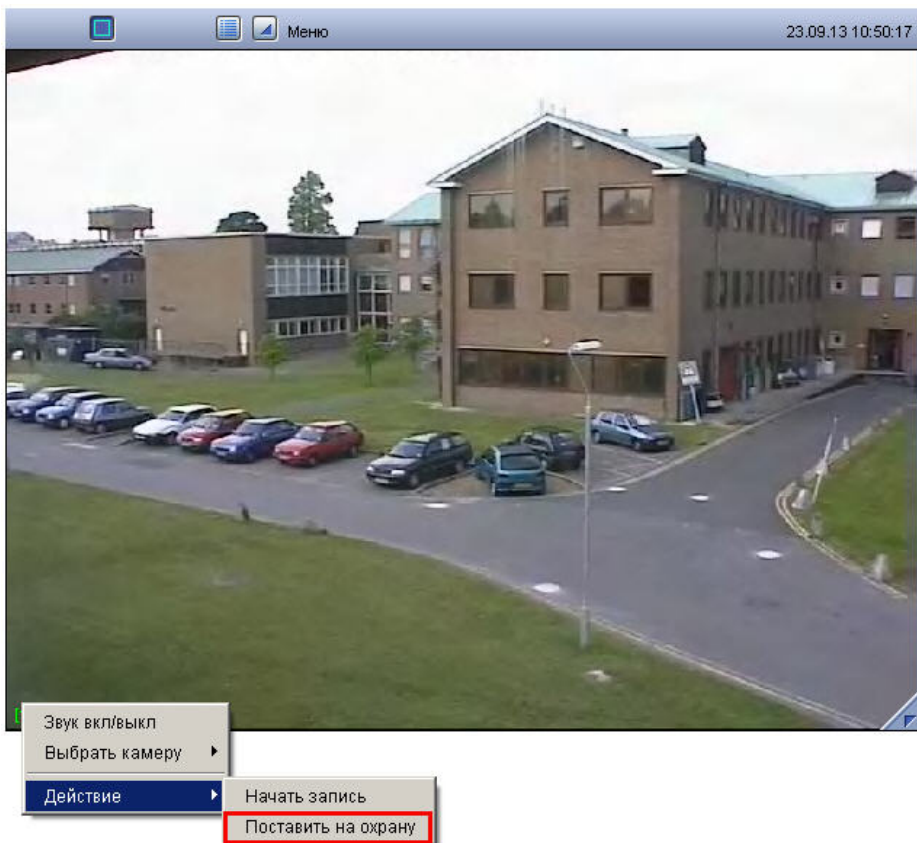 Меню
23.09.13 10:50:17
Звук вкл/выкл
Выбрать камеру
Действие
Начать запись
Поставить на охрану